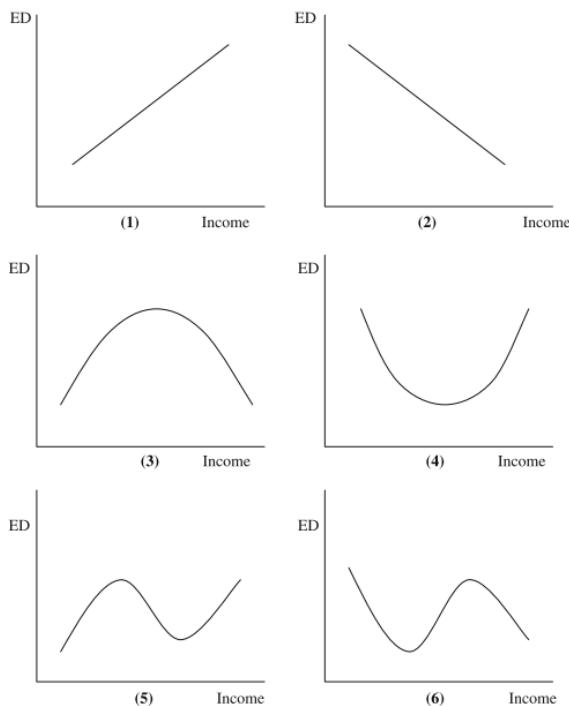 ED
ED
(1) Income
(2) Income
ED
ED
(3) Income
(4) Income
ED
ED
(5) Income
(6) Income